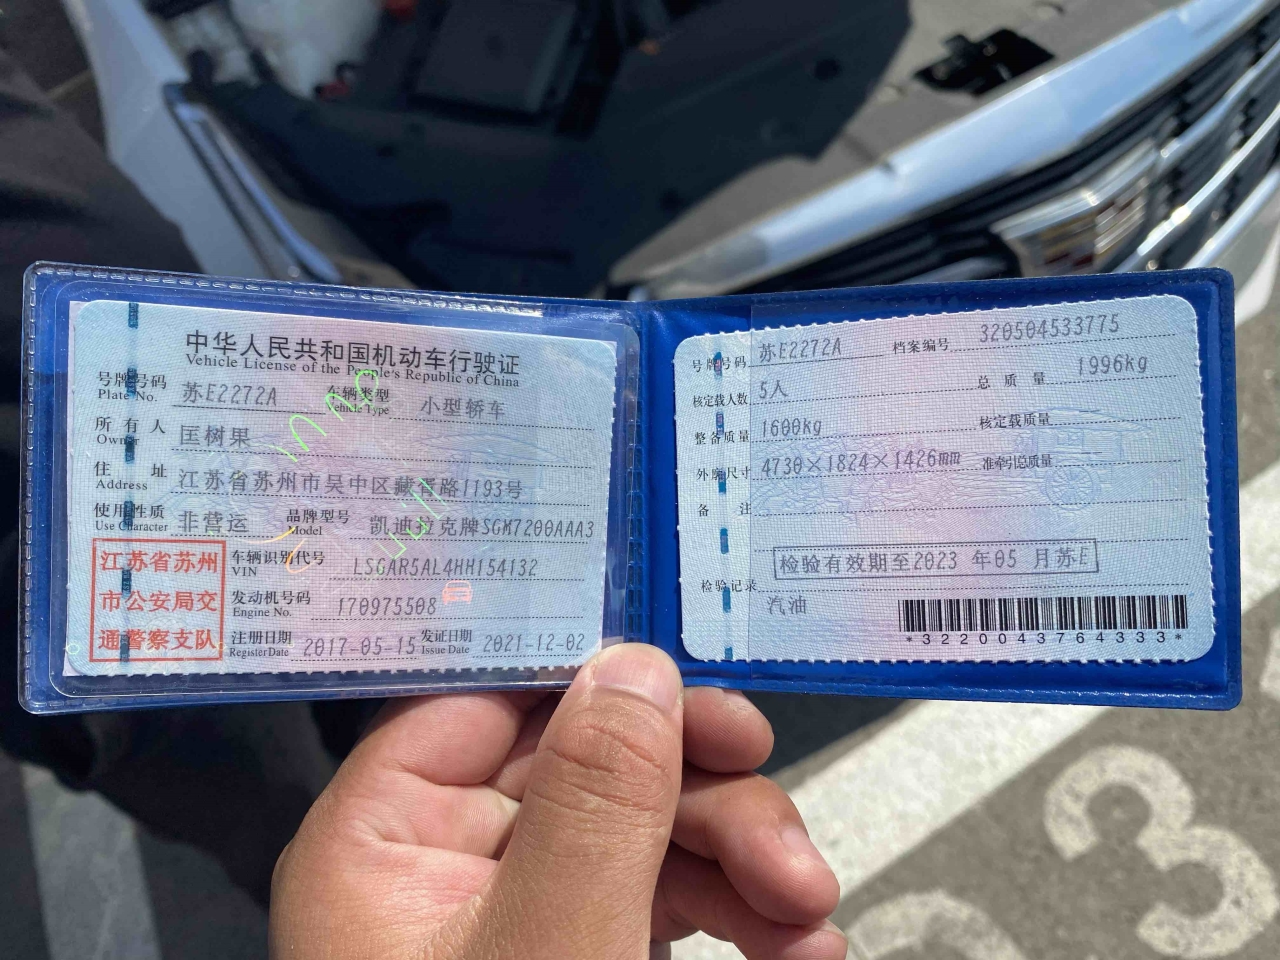 中华人民共和国机动车行驶证
Vehicle License of the People's Republic of China
号牌号码 苏E2272A 车辆类型 小型轿车
Plate No. Vehicle Type
所有人 匡树果
Owner
住址 江苏省苏州市吴中区藏书路1193号
Address
使用性质 非营运 品牌型号 凯迪拉克牌SGM7200AAA3
Use Character Model
江苏省苏州
市公安局交
通警察支队
车辆识别代号 LSGAR5AL4HH154132
VIN
发动机号码 170975508
Engine No.
注册日期 2017-05-15 发证日期 2021-12-02
Register Date Issue Date
号牌号码 苏E2272A 档案编号 320504533775
核定载人数 5人 总质量 1996kg
整备质量 1600kg 核定载质量
外廓尺寸 4730×1824×1426mm 准牵引总质量
备注
检验有效期至2023年05月苏E
检验记录
汽油
*3220043764333*
3